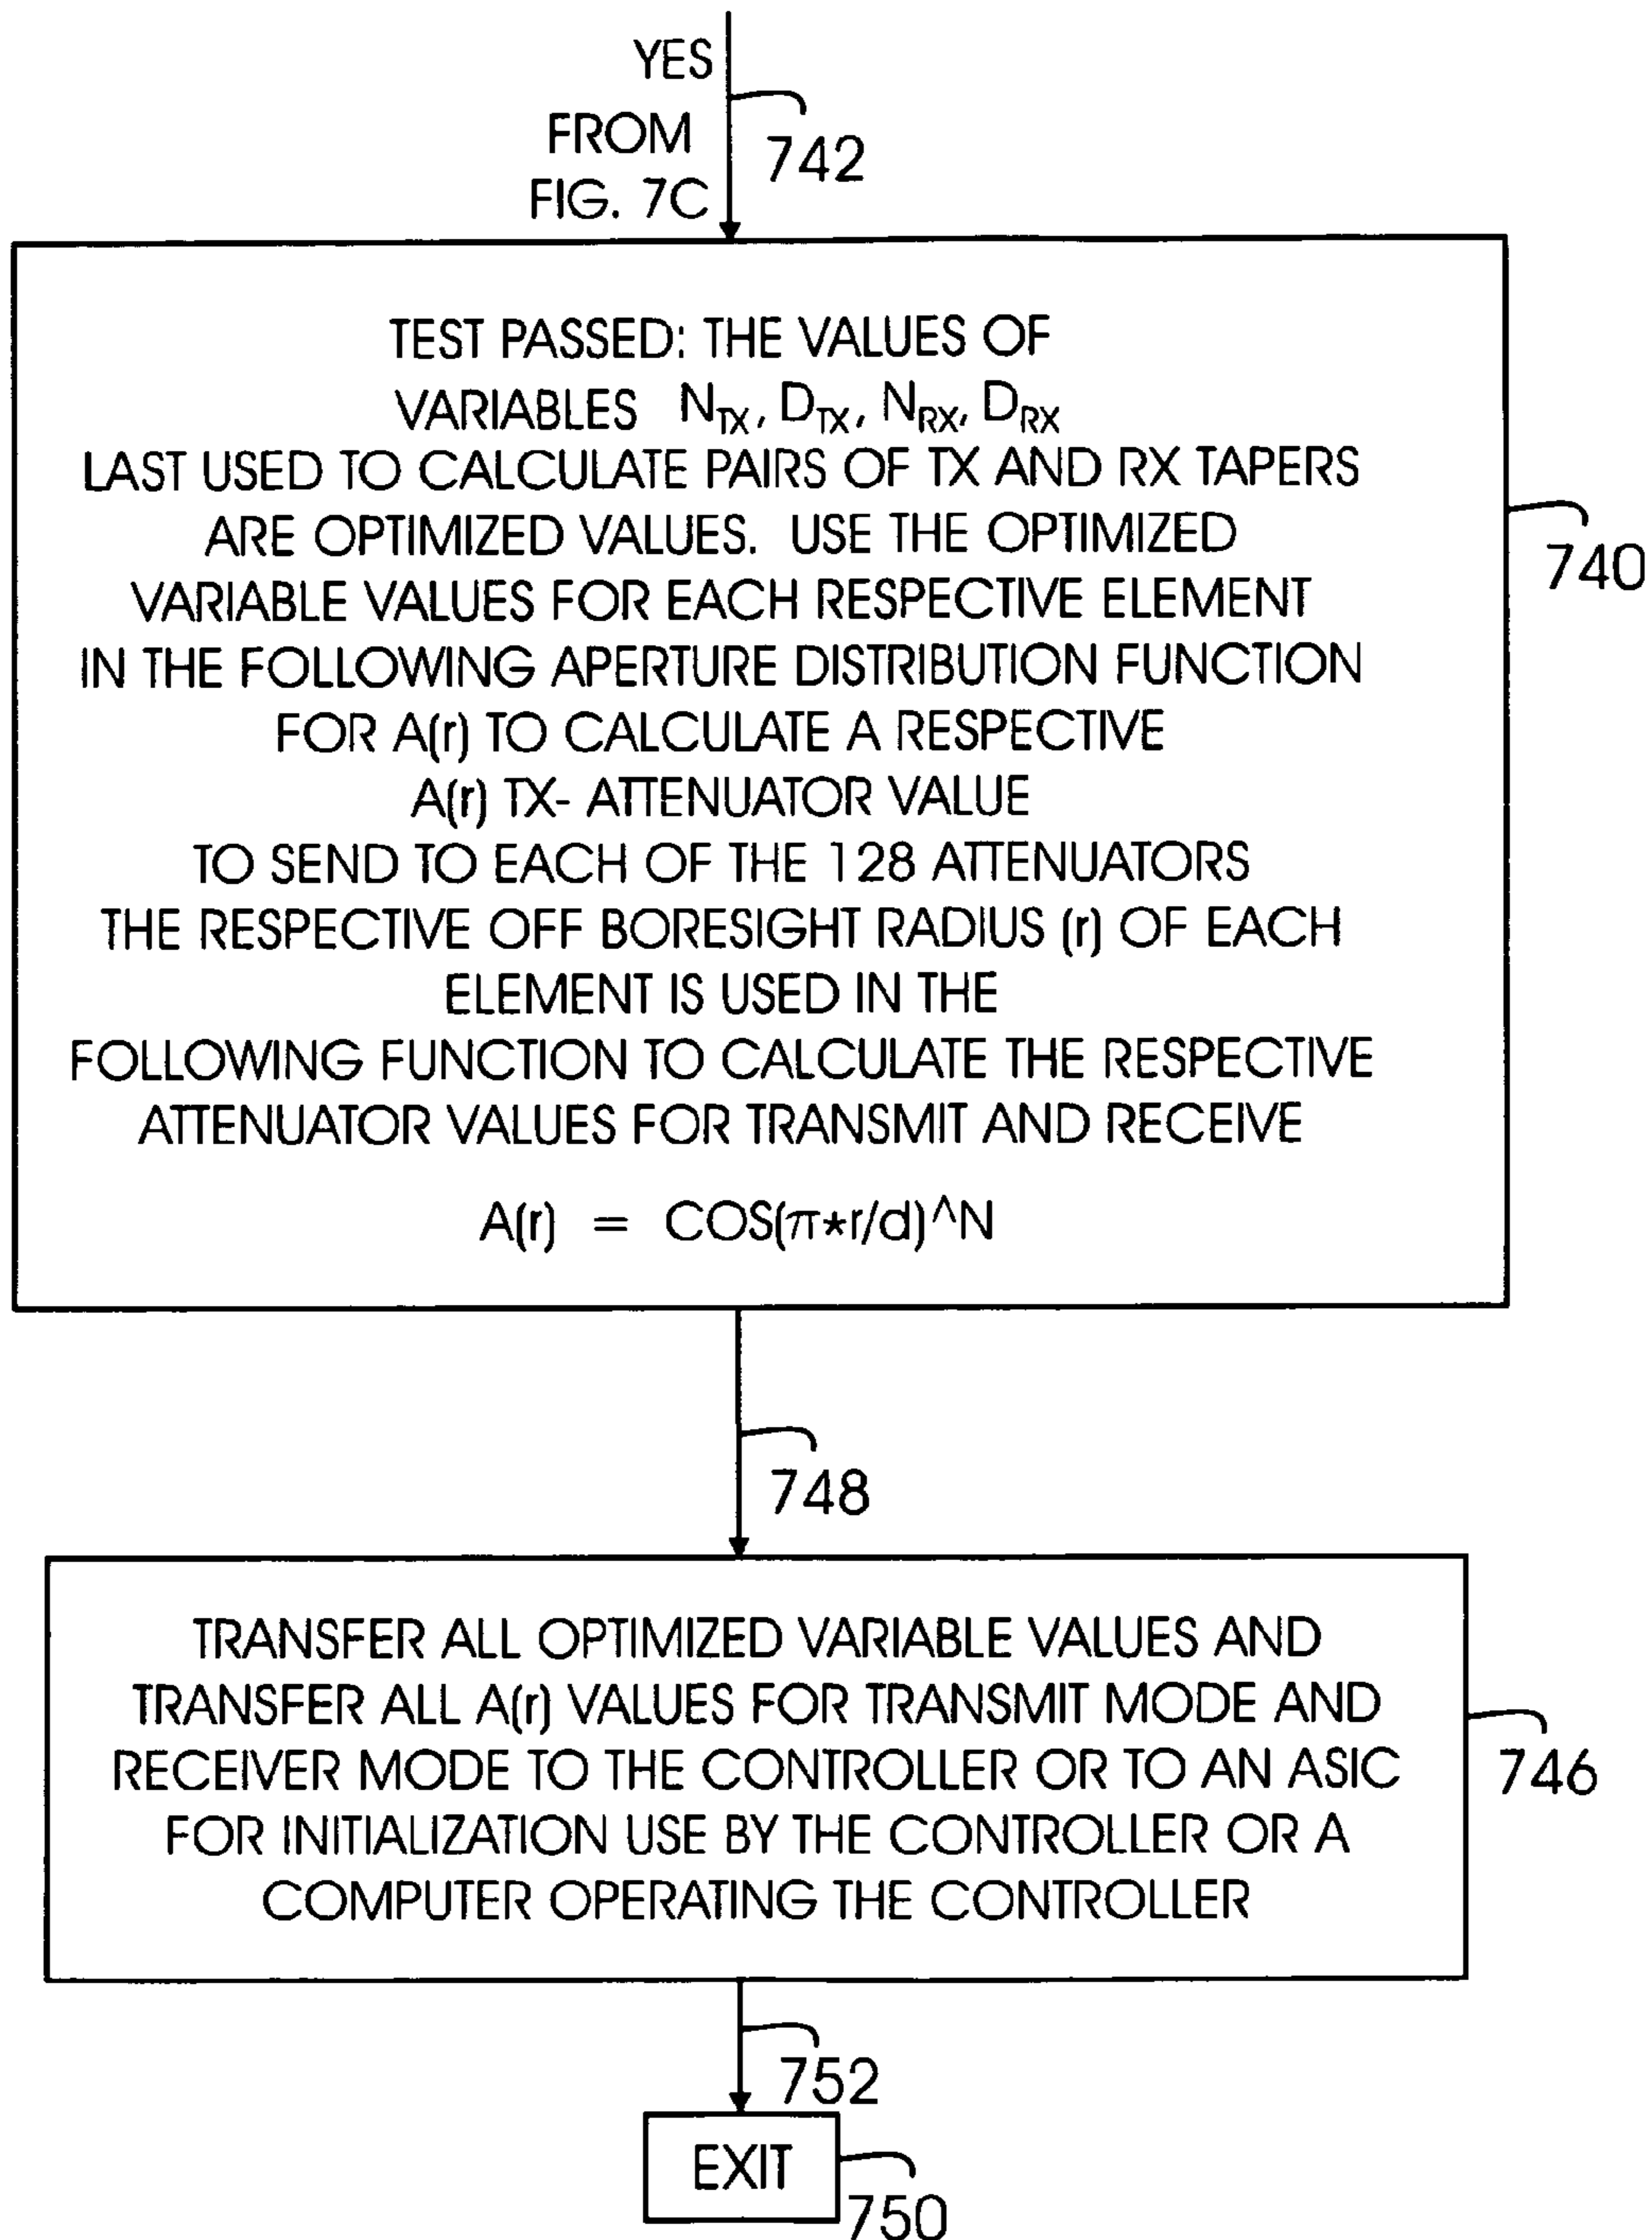 YES
742
FROM
FIG. 7C
TEST PASSED: THE VALUES OF
VARIABLES N_TX, D_TX, N_RX, D_RX
LAST USED TO CALCULATE PAIRS OF TX AND RX TAPERS
ARE OPTIMIZED VALUES. USE THE OPTIMIZED
VARIABLE VALUES FOR EACH RESPECTIVE ELEMENT
IN THE FOLLOWING APERTURE DISTRIBUTION FUNCTION
FOR A(r) TO CALCULATE A RESPECTIVE
A(r) TX- ATTENUATOR VALUE
TO SEND TO EACH OF THE 128 ATTENUATORS
THE RESPECTIVE OFF BORESIGHT RADIUS (r) OF EACH
ELEMENT IS USED IN THE
FOLLOWING FUNCTION TO CALCULATE THE RESPECTIVE
ATTENUATOR VALUES FOR TRANSMIT AND RECEIVE
A(r) = COS(π*r/d)^N
740
748
TRANSFER ALL OPTIMIZED VARIABLE VALUES AND
TRANSFER ALL A(r) VALUES FOR TRANSMIT MODE AND
RECEIVER MODE TO THE CONTROLLER OR TO AN ASIC
FOR INITIALIZATION USE BY THE CONTROLLER OR A
COMPUTER OPERATING THE CONTROLLER
746
752
EXIT
750